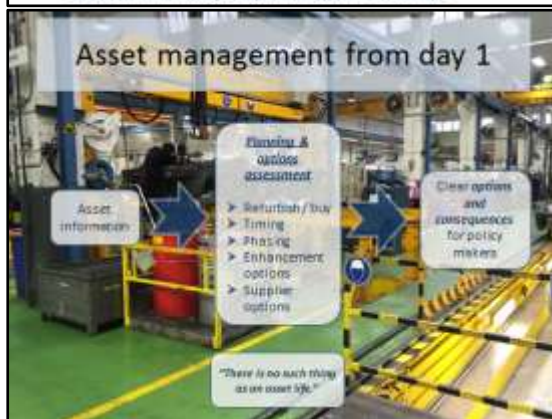 Asset management from day 1
Asset
information
Planning &
options
assessment
➤ Refurbish/ buy
➤ Timing
➤ Phasing
➤ Enhancement
options
➤ Supplier
options
Clear options
and
consequences
for policy
makers
"There is no such thing
as an asset life."